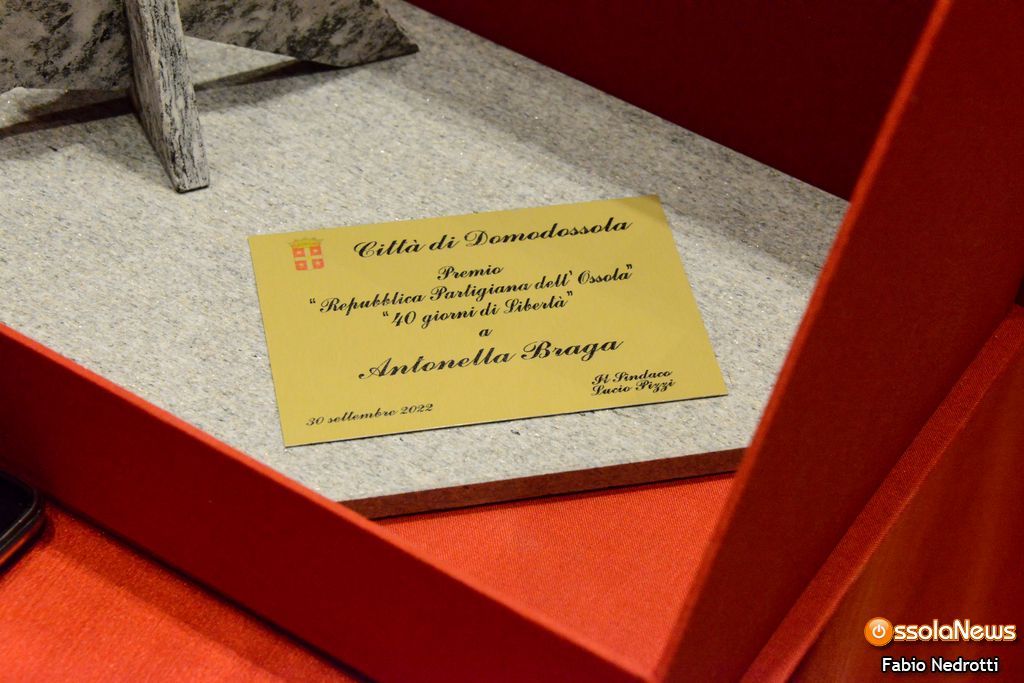 Città di Domodossola
Premio
“Repubblica Partigiana dell' Ossola”
“40 giorni di Libertà”
a
Antonella Braga
Il Sindaco
Lucio Pizzi
30 settembre 2022
OssolaNews
Fabio Nedrotti